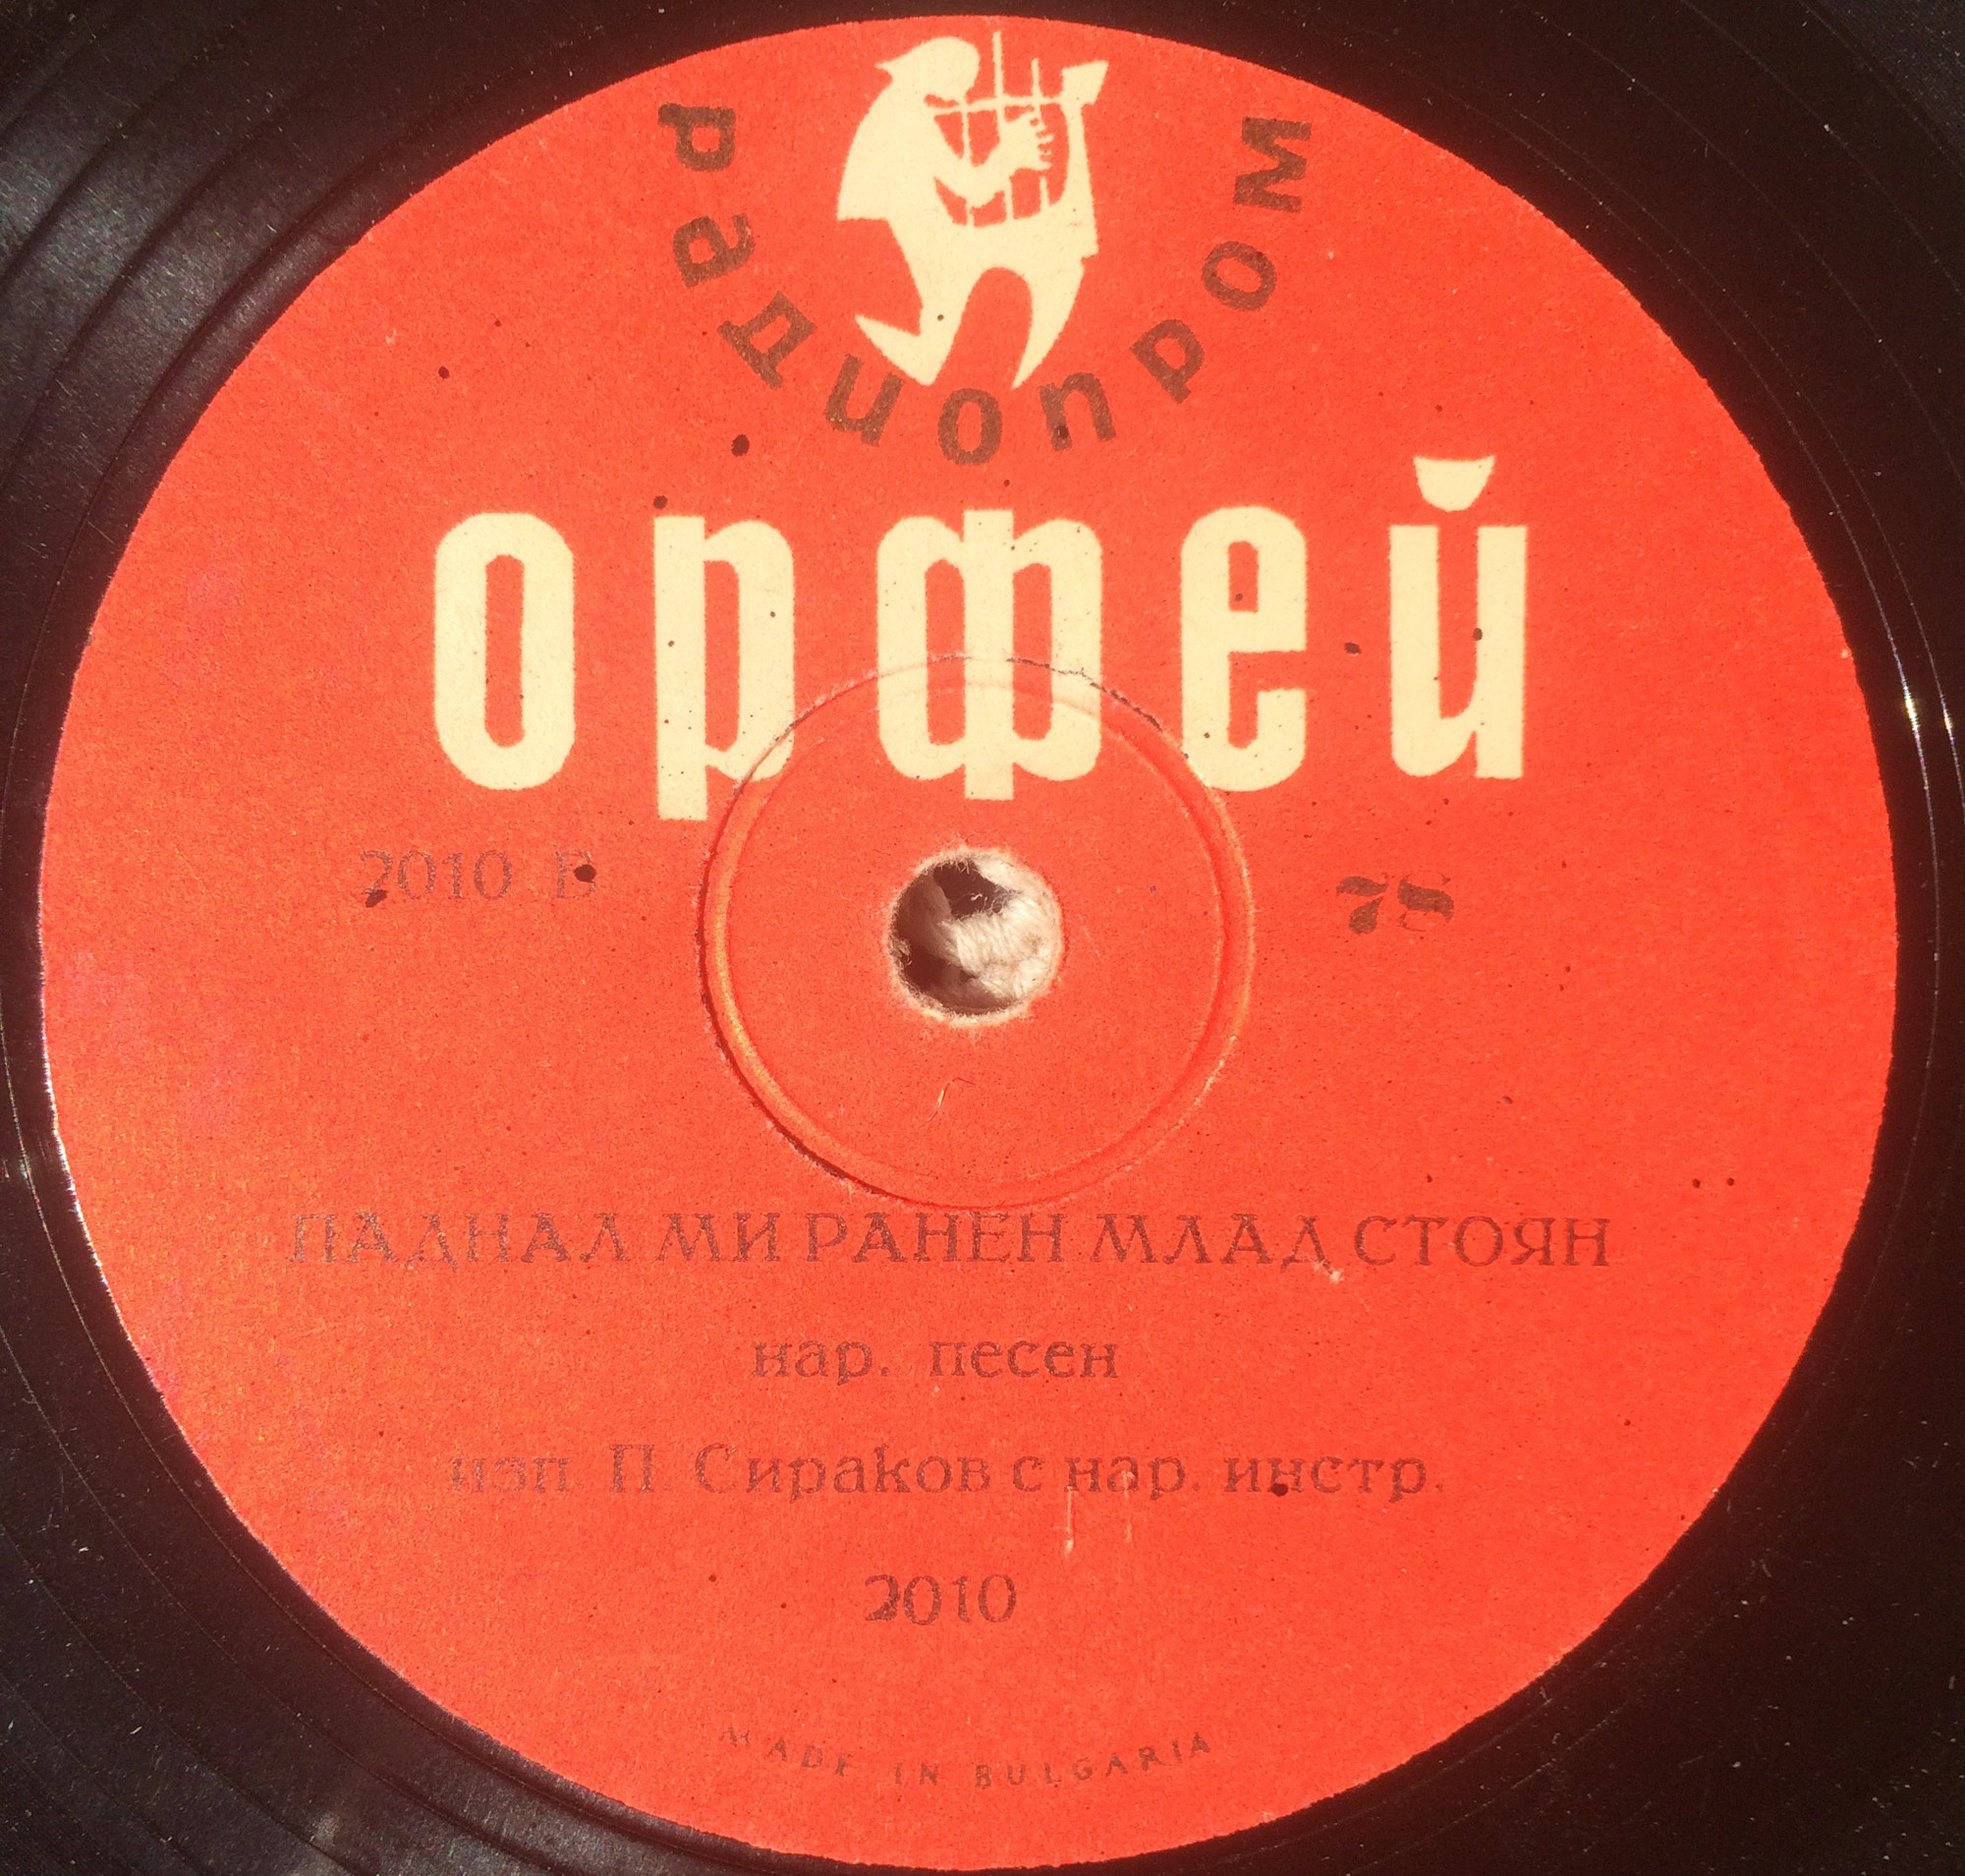 радиопром
орфей
2010 В
78
ПАДНАЛ МИ РАНЕН МЛАД СТОЯН
нар. песен
изп П. Сираков с нар. инстр.
2010
MADE IN BULGARIA